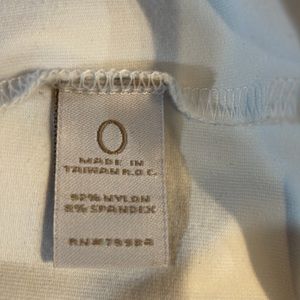 0
MADE IN
TAIWAN R.O.C.
92% NYLON
8% SPANDEX